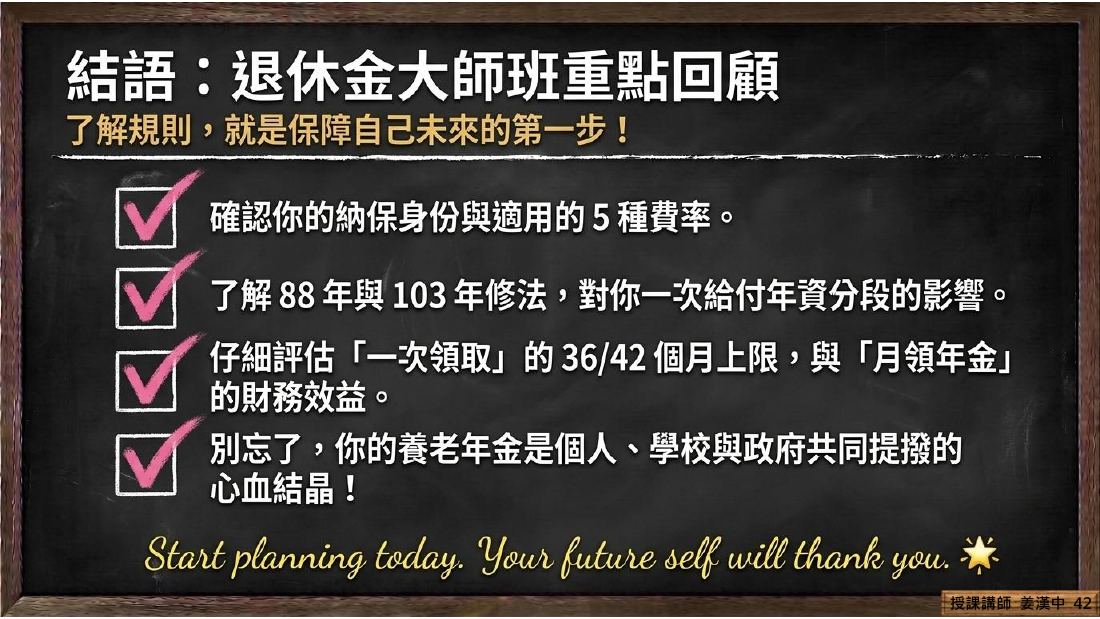 結語：退休金大師班重點回顧
了解規則，就是保障自己未來的第一步！
確認你的納保身份與適用的 5 種費率。
了解 88 年與 103 年修法，對你一次給付年資分段的影響。
仔細評估「一次領取」的 36/42 個月上限，與「月領年金」
的財務效益。
別忘了，你的養老年金是個人、學校與政府共同提撥的
心血結晶！
Start planning today. Your future self will thank you.
授課講師 姜漢中 42